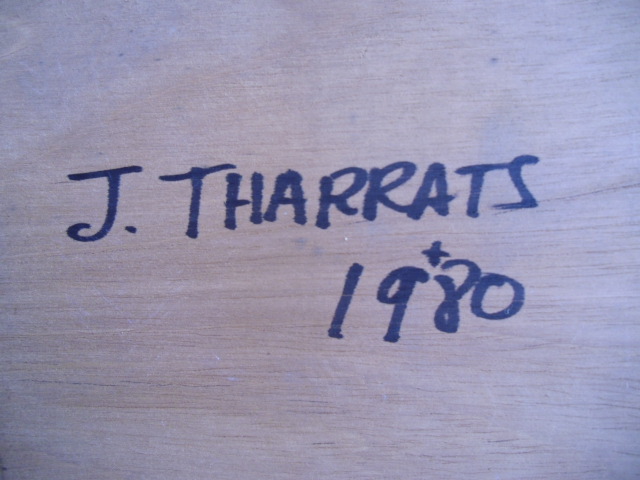 J. THARRATS
+
1980